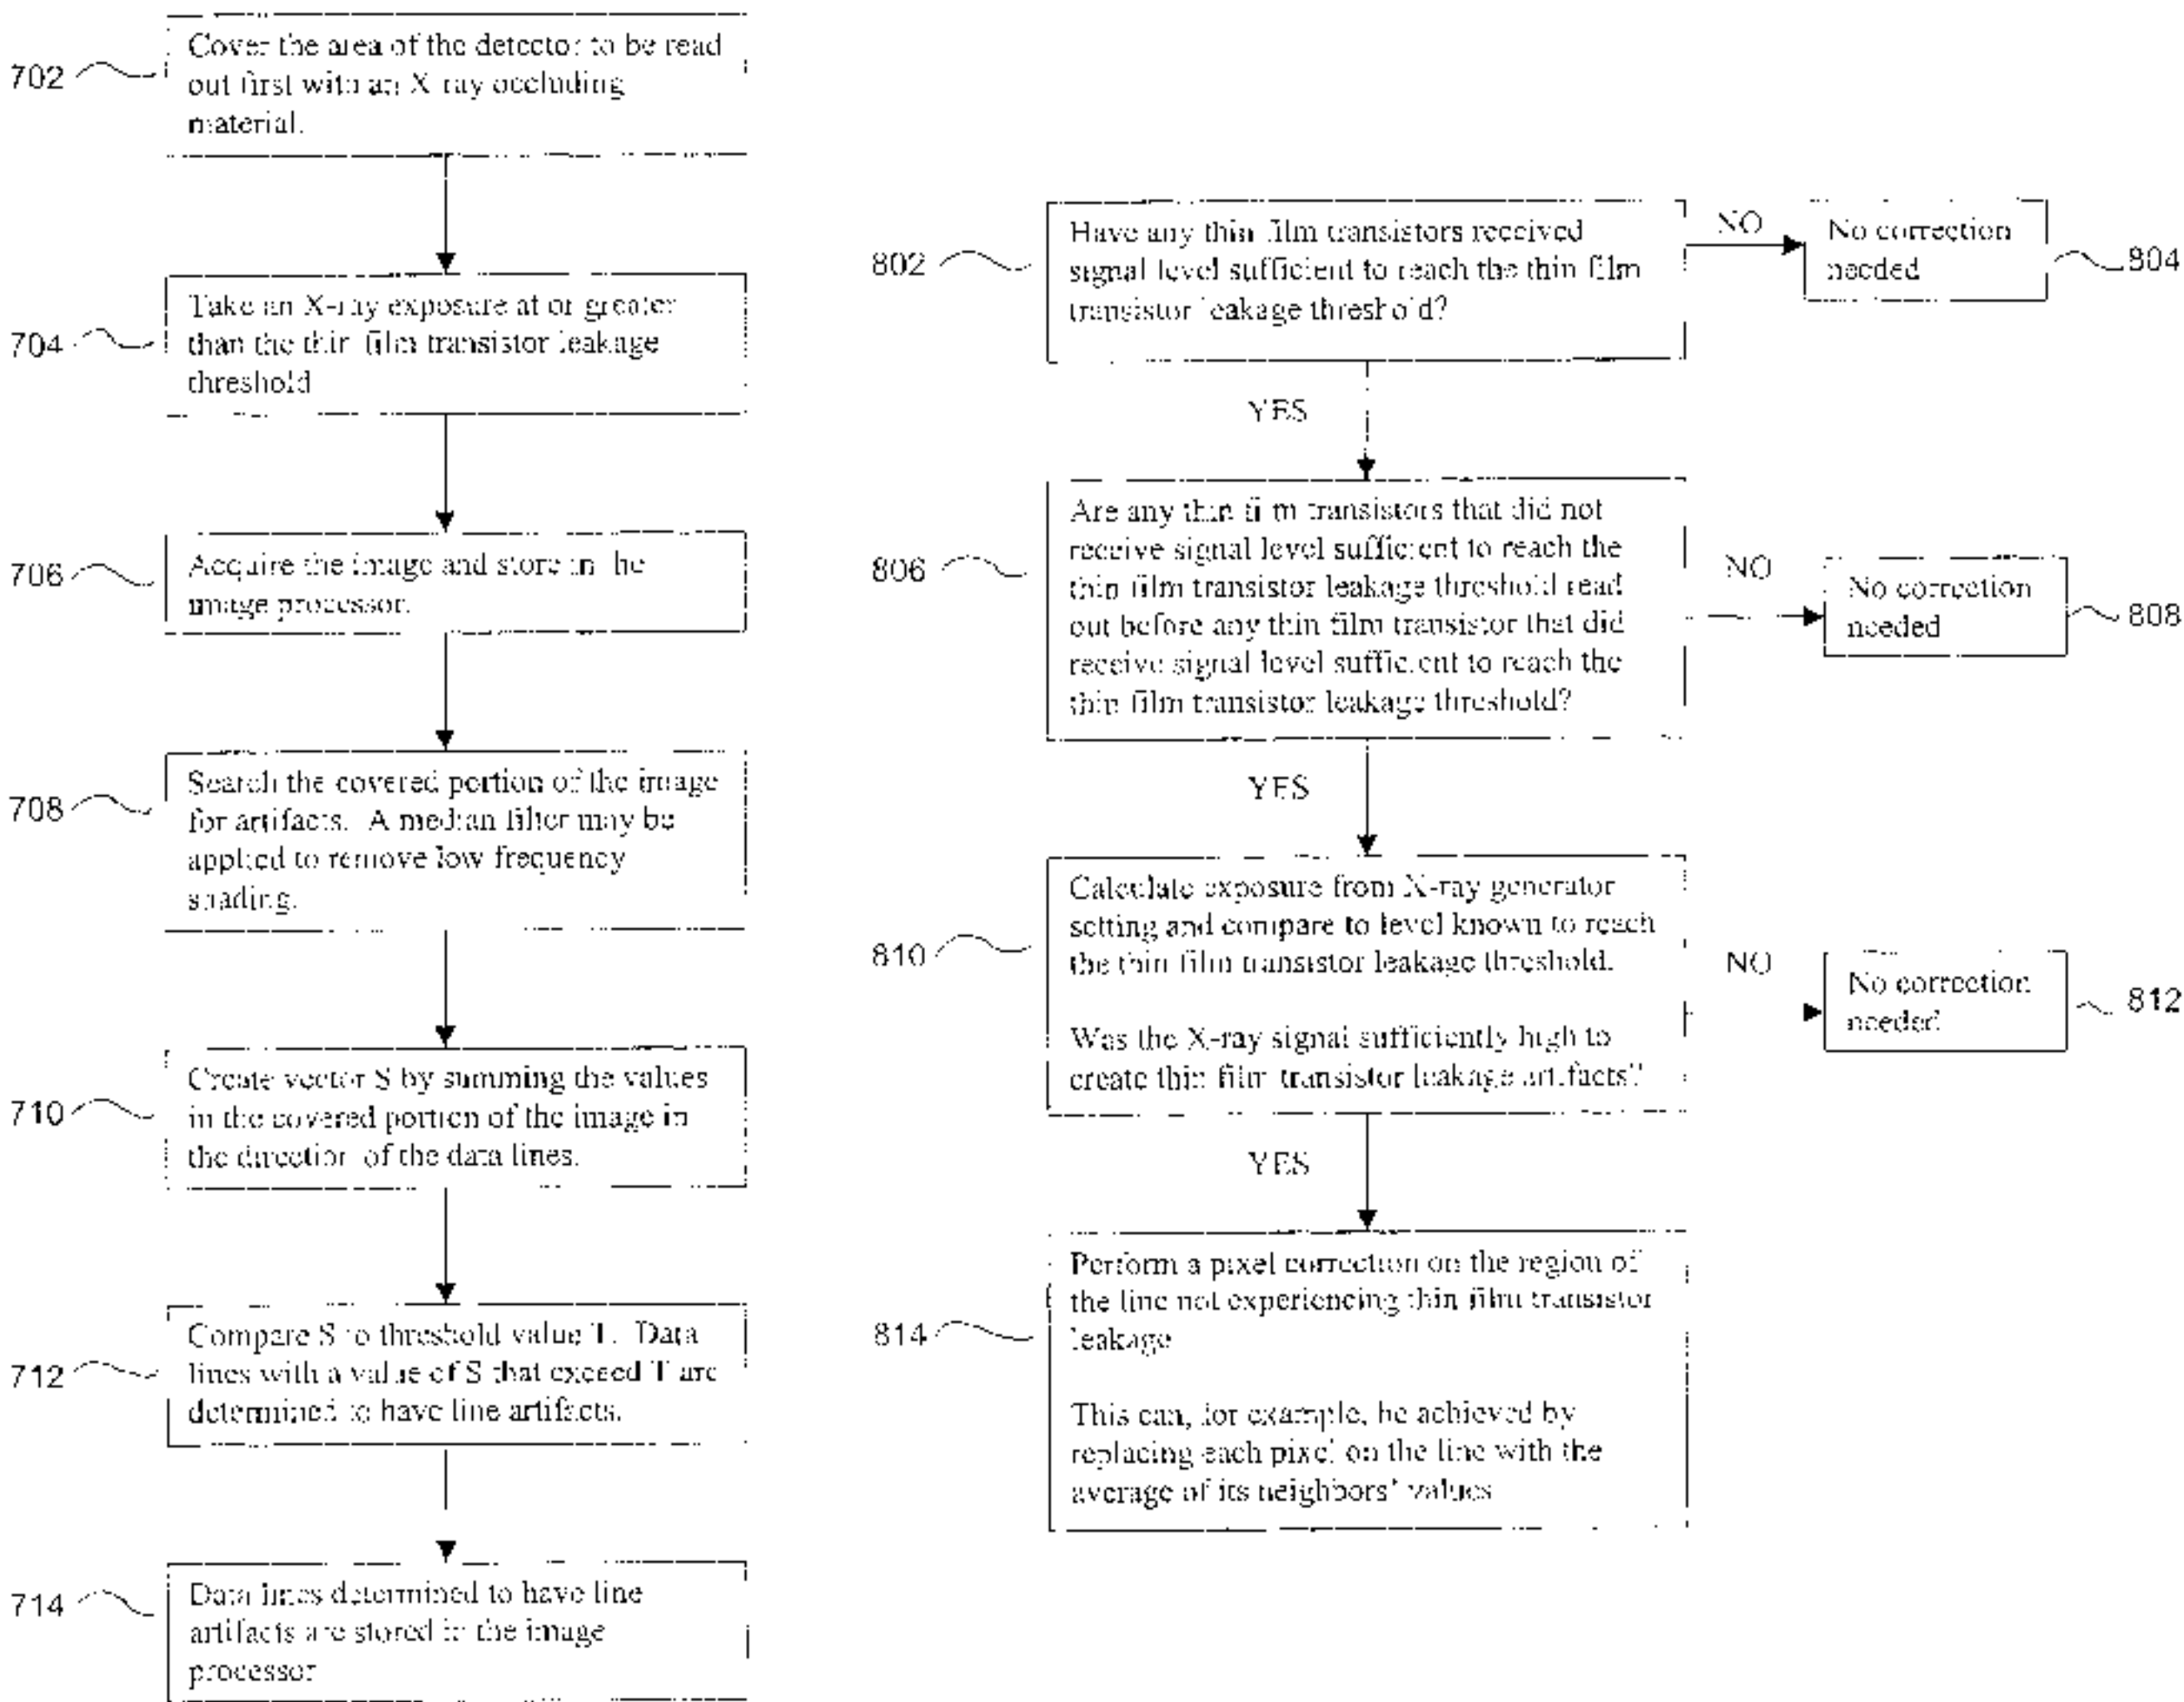 702
Cover the area of the detector to be read
out first with an X ray occluding
material.
704
Take an X-ray exposure at or greater
than the thin film transistor leakage
threshold
706
Acquire the image and store in the
image processor.
708
Search the covered portion of the image
for artifacts. A median filter may be
applied to remove low frequency
shading.
710
Create vector S by summing the values
in the covered portion of the image in
the direction of the data lines.
712
Compare S to threshold value T. Data
lines with a value of S that exceed T are
determined to have line artifacts.
714
Data lines determined to have line
artifacts are stored in the image
processor
802
Have any thin film transistors received
signal level sufficient to reach the thin film
transistor leakage threshold?
NO
No correction
needed
804
YES
806
Are any thin film transistors that did not
receive signal level sufficient to reach the
thin film transistor leakage threshold read
out before any thin film transistor that did
receive signal level sufficient to reach the
thin film transistor leakage threshold?
NO
No correction
needed
808
YES
810
Calculate exposure from X-ray generator
setting and compare to level known to reach
the thin film transistor leakage threshold.
Was the X-ray signal sufficiently high to
create thin film transistor leakage artifacts?
NO
No correction
needed
812
YES
814
Perform a pixel correction on the region of
the line not experiencing thin film transistor
leakage
This can, for example, be achieved by
replacing each pixel on the line with the
average of its neighbors' values